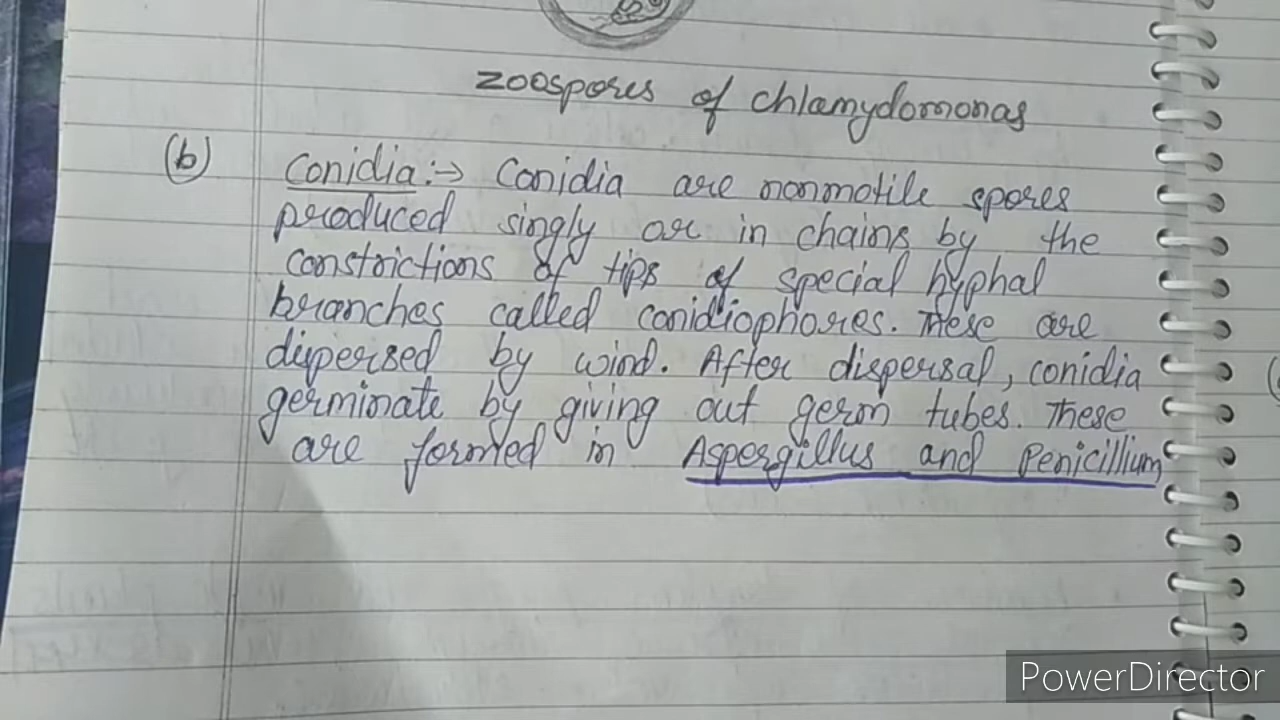 zoospores of chlamydomonas
(b) Conidia:→ Conidia are nonmotile spores
produced singly or in chains by the
constrictions of tips of special hyphal
branches called conidiophores. These are
dispersed by wind. After dispersal, conidia
germinate by giving out germ tubes. These
are formed in Aspergillus and Penicillium
PowerDirector